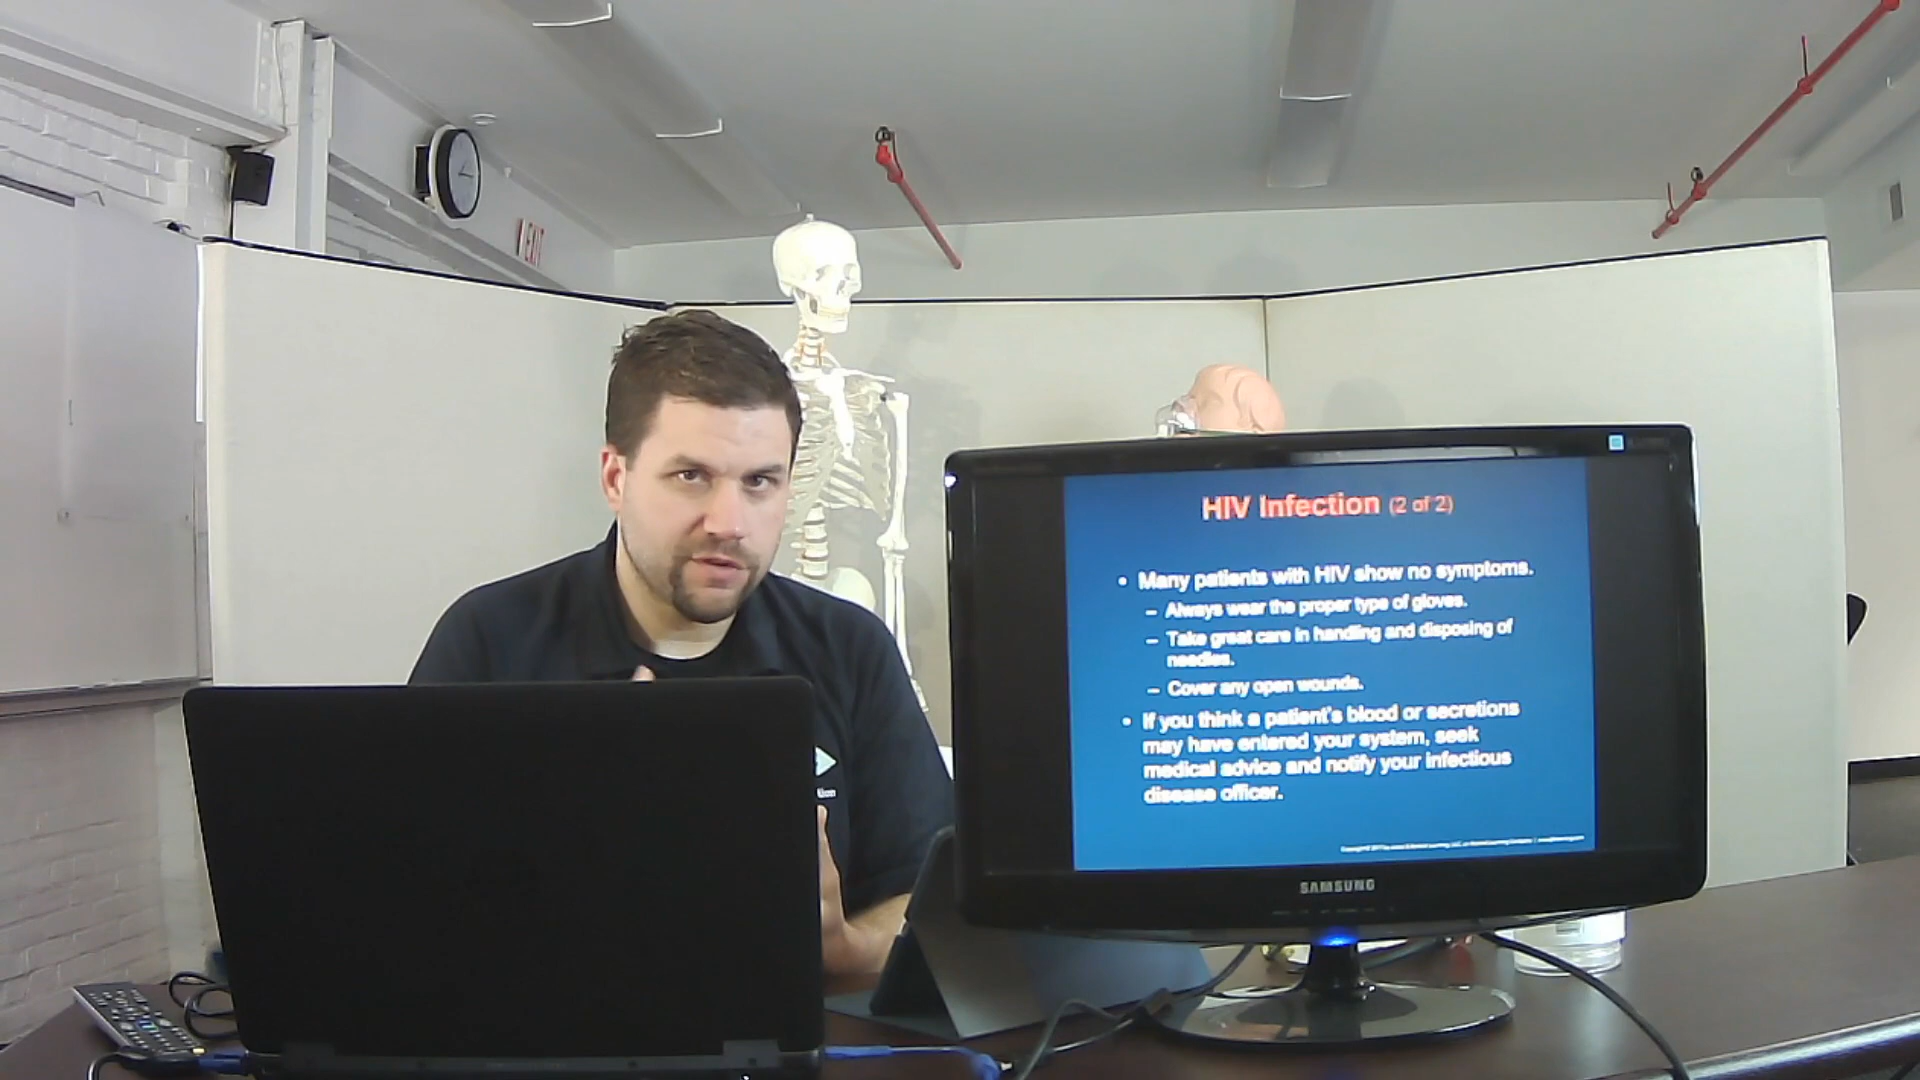 EXIT
HIV Infection (2 of 2)
• Many patients with HIV show no symptoms.
– Always wear the proper type of gloves.
– Take great care in handling and disposing of
needles.
– Cover any open wounds.
• If you think a patient's blood or secretions
may have entered your system, seek
medical advice and notify your infectious
disease officer.
SAMSUNG